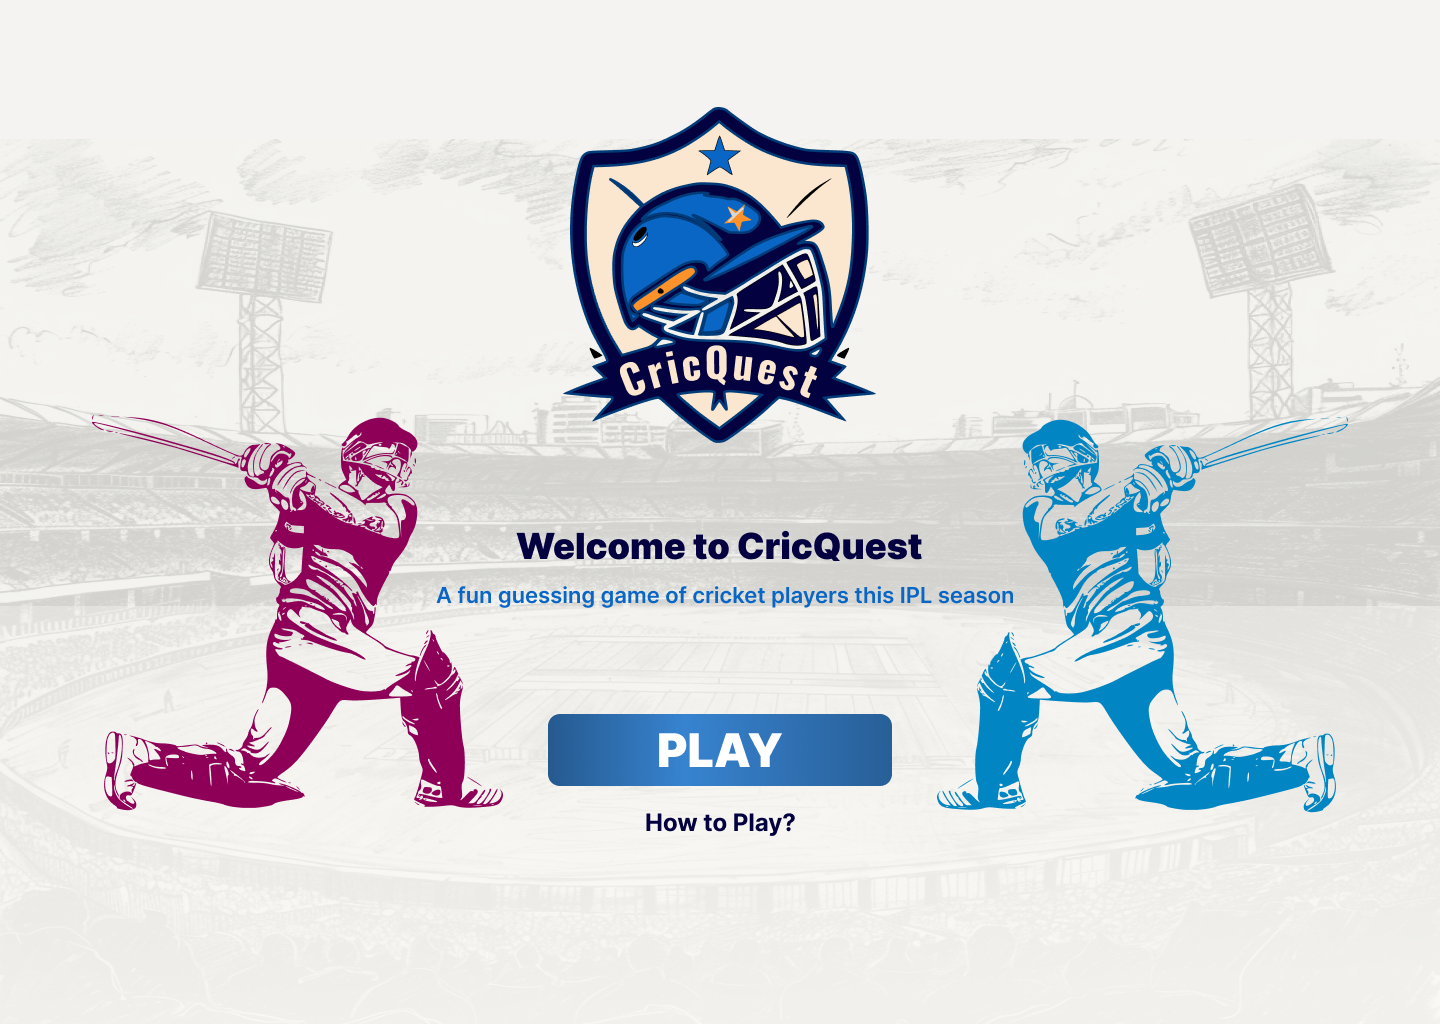 CricQuest
Welcome to CricQuest
A fun guessing game of cricket players this IPL season
PLAY
How to Play?